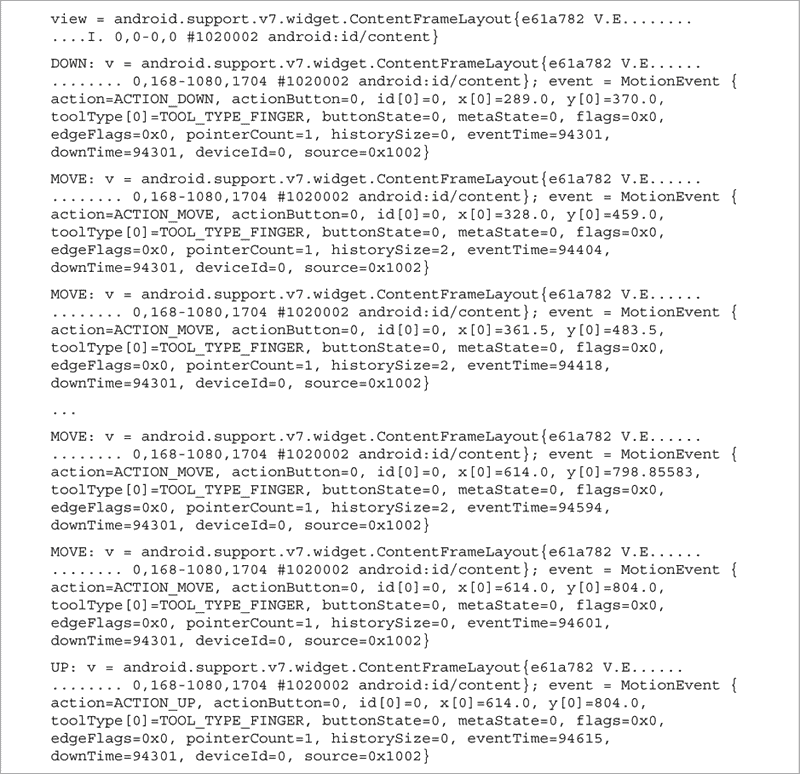 view = android.support.v7.widget.ContentFrameLayout{e61a782 V.E........
....I. 0,0-0,0 #1020002 android:id/content}
DOWN: v = android.support.v7.widget.ContentFrameLayout{e61a782 V.E......
........ 0,168-1080,1704 #1020002 android:id/content}; event = MotionEvent {
action=ACTION_DOWN, actionButton=0, id[0]=0, x[0]=289.0, y[0]=370.0,
toolType[0]=TOOL_TYPE_FINGER, buttonState=0, metaState=0, flags=0x0,
edgeFlags=0x0, pointerCount=1, historySize=0, eventTime=94301,
downTime=94301, deviceId=0, source=0x1002}
MOVE: v = android.support.v7.widget.ContentFrameLayout{e61a782 V.E......
........ 0,168-1080,1704 #1020002 android:id/content}; event = MotionEvent {
action=ACTION_MOVE, actionButton=0, id[0]=0, x[0]=328.0, y[0]=459.0,
toolType[0]=TOOL_TYPE_FINGER, buttonState=0, metaState=0, flags=0x0,
edgeFlags=0x0, pointerCount=1, historySize=2, eventTime=94404,
downTime=94301, deviceId=0, source=0x1002}
MOVE: v = android.support.v7.widget.ContentFrameLayout{e61a782 V.E......
........ 0,168-1080,1704 #1020002 android:id/content}; event = MotionEvent {
action=ACTION_MOVE, actionButton=0, id[0]=0, x[0]=361.5, y[0]=483.5,
toolType[0]=TOOL_TYPE_FINGER, buttonState=0, metaState=0, flags=0x0,
edgeFlags=0x0, pointerCount=1, historySize=2, eventTime=94418,
downTime=94301, deviceId=0, source=0x1002}
...
MOVE: v = android.support.v7.widget.ContentFrameLayout{e61a782 V.E......
........ 0,168-1080,1704 #1020002 android:id/content}; event = MotionEvent {
action=ACTION_MOVE, actionButton=0, id[0]=0, x[0]=614.0, y[0]=798.85583,
toolType[0]=TOOL_TYPE_FINGER, buttonState=0, metaState=0, flags=0x0,
edgeFlags=0x0, pointerCount=1, historySize=2, eventTime=94594,
downTime=94301, deviceId=0, source=0x1002}
MOVE: v = android.support.v7.widget.ContentFrameLayout{e61a782 V.E......
........ 0,168-1080,1704 #1020002 android:id/content}; event = MotionEvent {
action=ACTION_MOVE, actionButton=0, id[0]=0, x[0]=614.0, y[0]=804.0,
toolType[0]=TOOL_TYPE_FINGER, buttonState=0, metaState=0, flags=0x0,
edgeFlags=0x0, pointerCount=1, historySize=0, eventTime=94601,
downTime=94301, deviceId=0, source=0x1002}
UP: v = android.support.v7.widget.ContentFrameLayout{e61a782 V.E......
........ 0,168-1080,1704 #1020002 android:id/content}; event = MotionEvent {
action=ACTION_UP, actionButton=0, id[0]=0, x[0]=614.0, y[0]=804.0,
toolType[0]=TOOL_TYPE_FINGER, buttonState=0, metaState=0, flags=0x0,
edgeFlags=0x0, pointerCount=1, historySize=0, eventTime=94615,
downTime=94301, deviceId=0, source=0x1002}